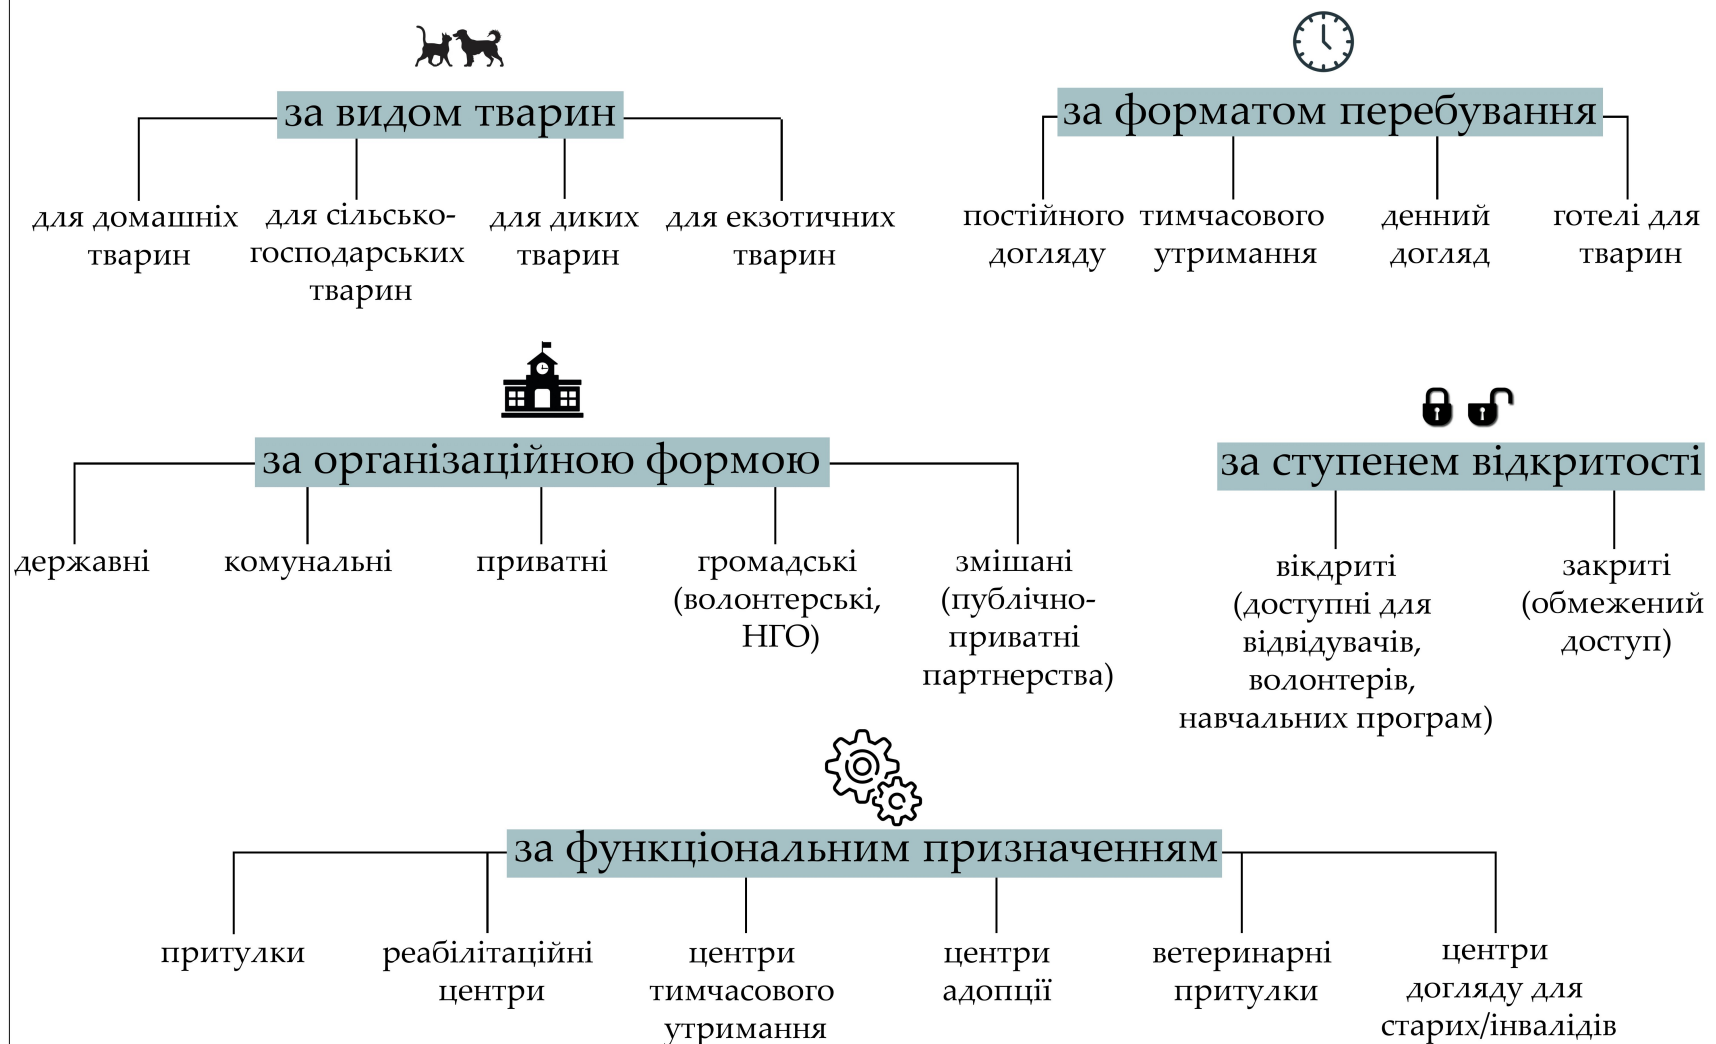 за видом тварин
для домашніх
тварин
для сільсько-
господарських
тварин
для диких
тварин
для екзотичних
тварин
за форматом перебування
постійного
догляду
тимчасового
утримання
денний
догляд
готелі для
тварин
за організаційною формою
державні
комунальні
приватні
громадські
(волонтерські,
НГО)
змішані
(публічно-
приватні
партнерства)
за ступенем відкритості
вікдриті
(доступні для
відвідувачів,
волонтерів,
навчальних програм)
закриті
(обмежений
доступ)
за функціональним призначенням
притулки
реабілітаційні
центри
центри
тимчасового
утримання
центри
адопції
ветеринарні
притулки
центри
догляду для
старих/інвалідів